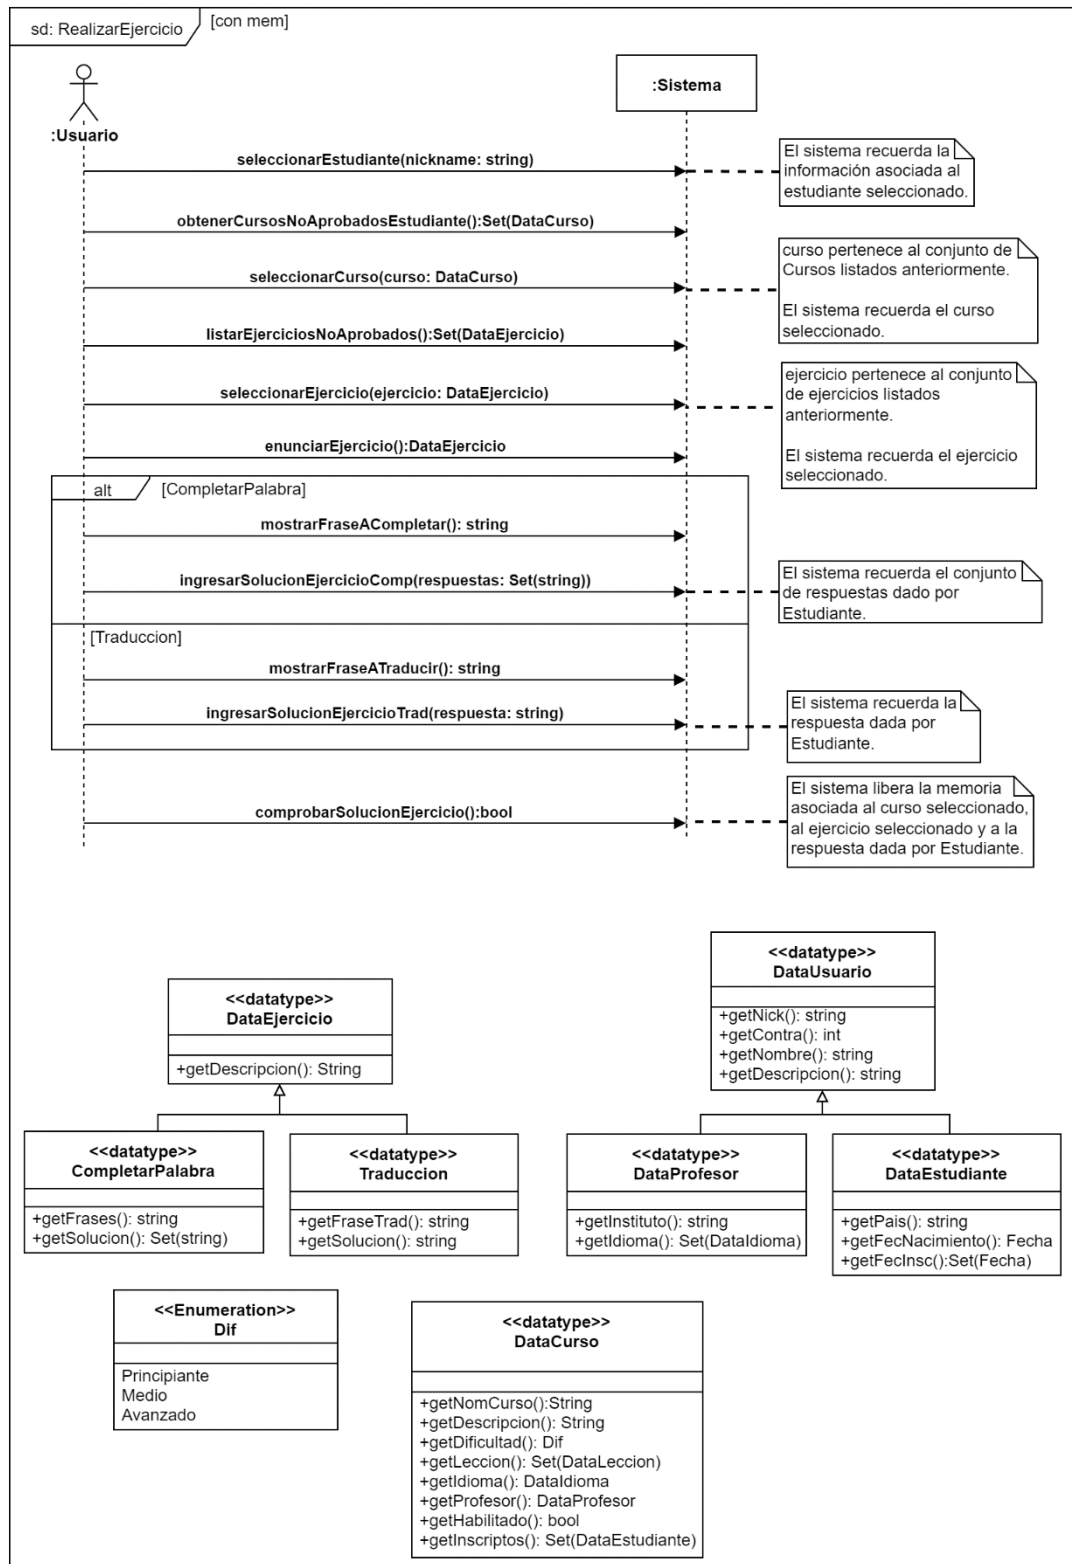 sd: RealizarEjercicio
[con mem]
:Usuario
:Sistema
seleccionarEstudiante(nickname: string)
El sistema recuerda la
información asociada al
estudiante seleccionado.
obtenerCursosNoAprobadosEstudiante():Set(DataCurso)
seleccionarCurso(curso: DataCurso)
curso pertenece al conjunto de
Cursos listados anteriormente.
El sistema recuerda el curso
seleccionado.
listarEjerciciosNoAprobados():Set(DataEjercicio)
seleccionarEjercicio(ejercicio: DataEjercicio)
ejercicio pertenece al conjunto
de ejercicios listados
anteriormente.
El sistema recuerda el ejercicio
seleccionado.
enunciarEjercicio():DataEjercicio
alt
[CompletarPalabra]
mostrarFraseACompletar(): string
ingresarSolucionEjercicioComp(respuestas: Set(string))
El sistema recuerda el conjunto
de respuestas dado por
Estudiante.
[Traduccion]
mostrarFraseATraducir(): string
ingresarSolucionEjercicioTrad(respuesta: string)
El sistema recuerda la
respuesta dada por
Estudiante.
comprobarSolucionEjercicio():bool
El sistema libera la memoria
asociada al curso seleccionado,
al ejercicio seleccionado y a la
respuesta dada por Estudiante.
<<datatype>>
DataEjercicio
+getDescripcion(): String
<<datatype>>
DataUsuario
+getNick(): string
+getContra(): int
+getNombre(): string
+getDescripcion(): string
<<datatype>>
CompletarPalabra
+getFrases(): string
+getSolucion(): Set(string)
<<datatype>>
Traduccion
+getFraseTrad(): string
+getSolucion(): string
<<datatype>>
DataProfesor
+getInstituto(): string
+getIdioma(): Set(DataIdioma)
<<datatype>>
DataEstudiante
+getPais(): string
+getFecNacimiento(): Fecha
+getFecInsc():Set(Fecha)
<<Enumeration>>
Dif
Principiante
Medio
Avanzado
<<datatype>>
DataCurso
+getNomCurso():String
+getDescripcion(): String
+getDificultad(): Dif
+getLeccion(): Set(DataLeccion)
+getIdioma(): DataIdioma
+getProfesor(): DataProfesor
+getHabilitado(): bool
+getInscriptos(): Set(DataEstudiante)